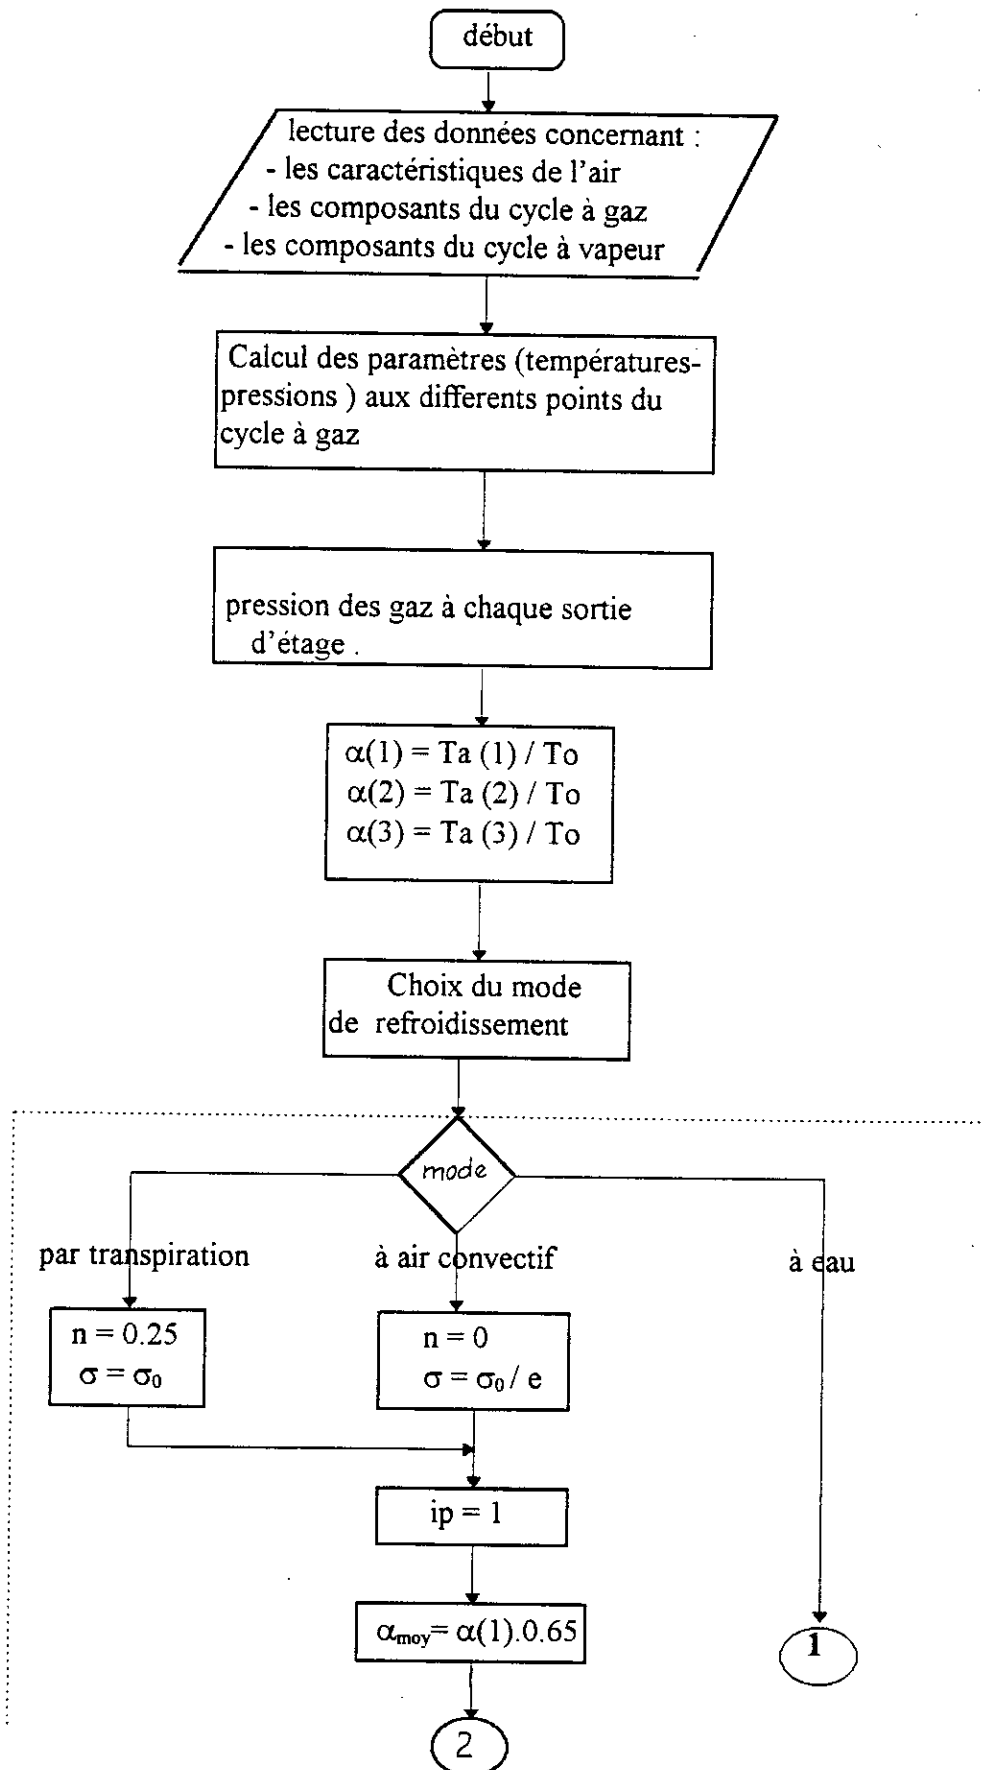 début
lecture des données concernant :
- les caractéristiques de l'air
- les composants du cycle à gaz
- les composants du cycle à vapeur
Calcul des paramètres (températures-
pressions ) aux differents points du
cycle à gaz
pression des gaz à chaque sortie
d'étage .
α(1) = Ta (1) / To
α(2) = Ta (2) / To
α(3) = Ta (3) / To
Choix du mode
de refroidissement
mode
par transpiration
à air convectif
à eau
n = 0.25
σ = σ₀
n = 0
σ = σ₀ / e
ip = 1
αmoy= α(1).0.65
1
2